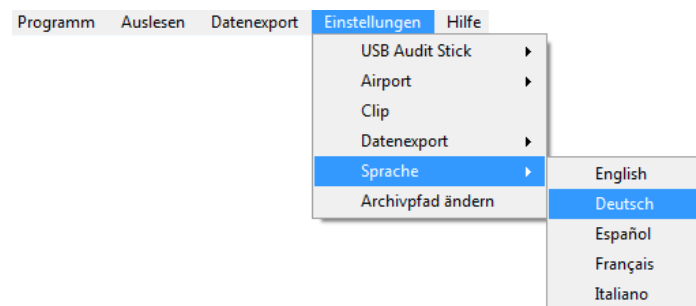 Programm Auslesen Datenexport Einstellungen Hilfe
USB Audit Stick
Airport
Clip
Datenexport
Sprache
Archivpfad ändern
English
Deutsch
Español
Français
Italiano